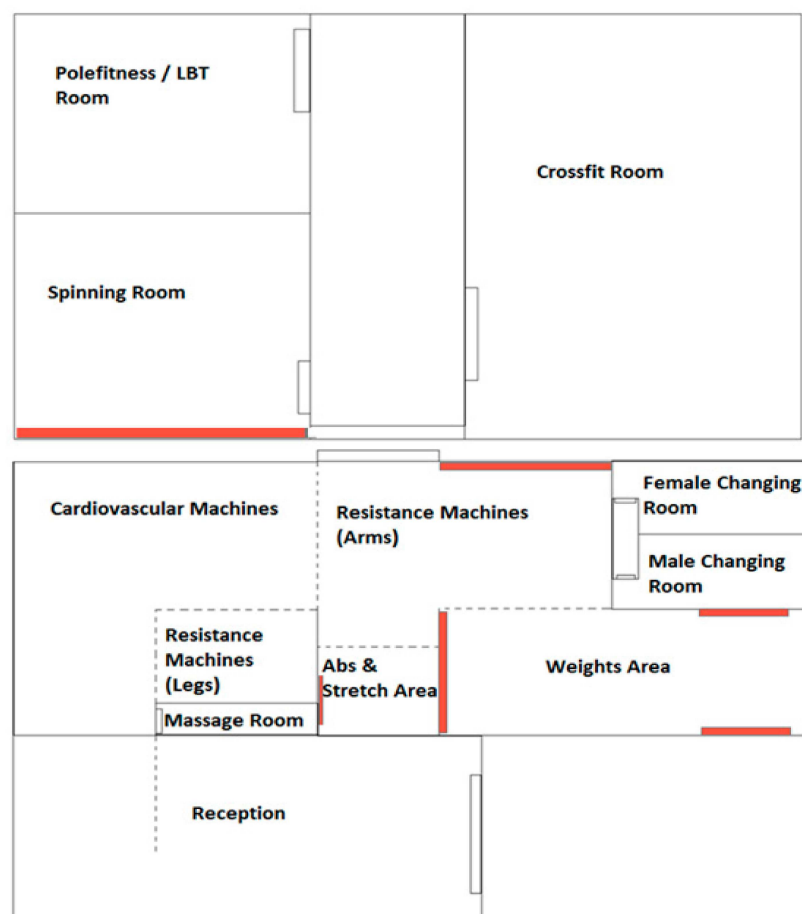 Polefitness / LBT
Room
Crossfit Room
Spinning Room
Cardiovascular Machines
Resistance Machines
(Arms)
Female Changing
Room
Male Changing
Room
Resistance
Machines
(Legs)
Abs &
Stretch Area
Weights Area
Massage Room
Reception